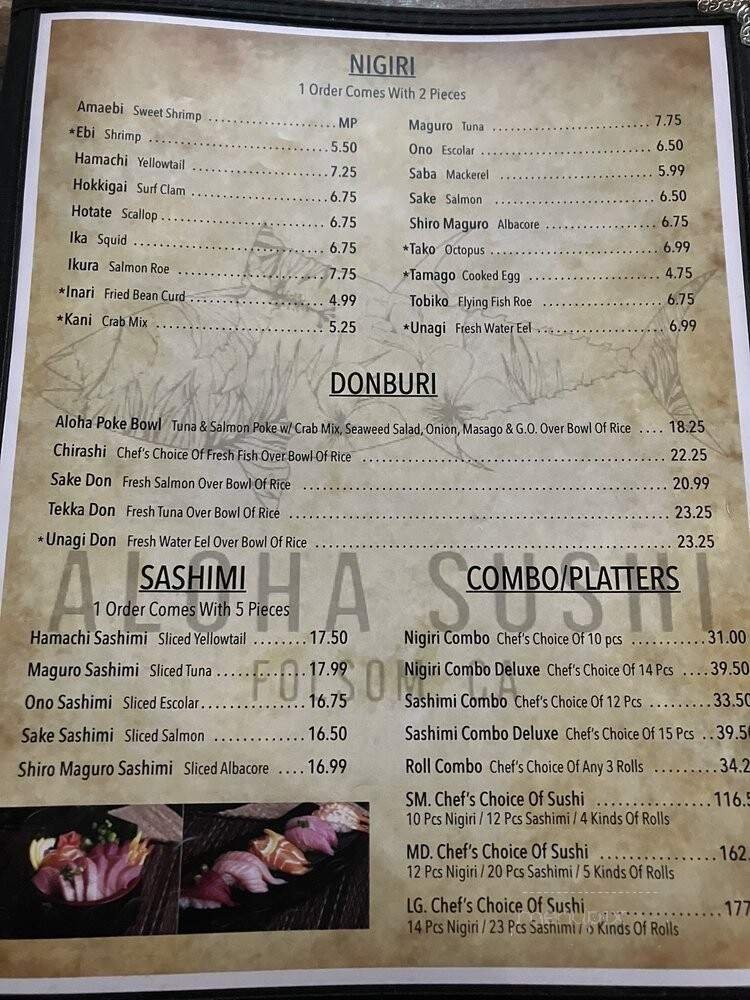 NIGIRI
1 Order Comes With 2 Pieces
Amaebi Sweet Shrimp ....................MP
*Ebi Shrimp ............................5.50
Hamachi Yellowtail .....................7.25
Hokkigai Surf Clam .....................6.75
Hotate Scallop .........................6.75
Ika Squid ..............................6.75
Ikura Salmon Roe .......................7.75
*Inari Fried Bean Curd .................4.99
*Kani Crab Mix .........................5.25
Maguro Tuna ............................7.75
Ono Escolar ............................6.50
Saba Mackerel ..........................5.99
Sake Salmon ............................6.50
Shiro Maguro Albacore ..................6.75
*Tako Octopus ..........................6.99
*Tamago Cooked Egg .....................4.75
Tobiko Flying Fish Roe .................6.75
*Unagi Fresh Water Eel .................6.99
DONBURI
Aloha Poke Bowl Tuna & Salmon Poke w/ Crab Mix, Seaweed Salad, Onion, Masago & G.O. Over Bowl Of Rice .... 18.25
Chirashi Chef's Choice Of Fresh Fish Over Bowl Of Rice .................... 22.25
Sake Don Fresh Salmon Over Bowl Of Rice .................... 20.99
Tekka Don Fresh Tuna Over Bowl Of Rice .................... 23.25
*Unagi Don Fresh Water Eel Over Bowl Of Rice .................... 23.25
ALOHA SUSHI
FOLSOM, CA
SASHIMI
1 Order Comes With 5 Pieces
Hamachi Sashimi Sliced Yellowtail ........17.50
Maguro Sashimi Sliced Tuna .............17.99
Ono Sashimi Sliced Escolar...............16.75
Sake Sashimi Sliced Salmon .............16.50
Shiro Maguro Sashimi Sliced Albacore ....16.99
COMBO/PLATTERS
Nigiri Combo Chef's Choice Of 10 pcs ...........31.00
Nigiri Combo Deluxe Chef's Choice Of 14 Pcs ....39.50
Sashimi Combo Chef's Choice Of 12 Pcs .........33.50
Sashimi Combo Deluxe Chef's Choice Of 15 Pcs ..39.50
Roll Combo Chef's Choice Of Any 3 Rolls .........34.2
SM. Chef's Choice Of Sushi ................116.5
10 Pcs Nigiri / 12 Pcs Sashimi / 4 Kinds Of Rolls
MD. Chef's Choice Of Sushi ................162.
12 Pcs Nigiri / 20 Pcs Sashimi / 5 Kinds Of Rolls
LG. Chef's Choice Of Sushi ................177
14 Pcs Nigiri / 23 Pcs Sashimi / Kinds Of Rolls